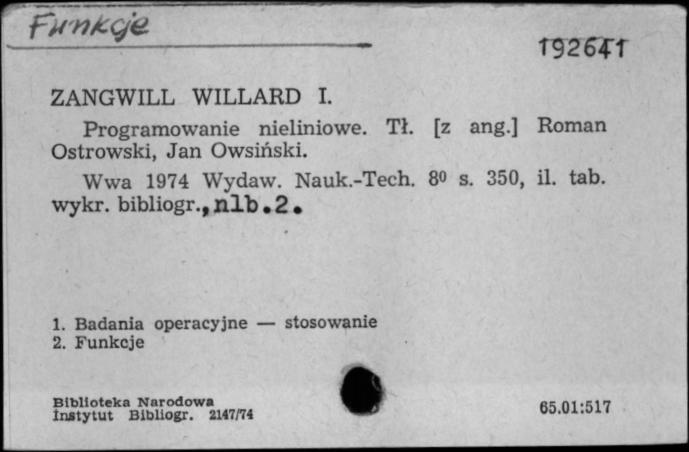 Funkcje
192641
ZANGWILL WILLARD I.
Programowanie nieliniowe. Tł. [z ang.] Roman
Ostrowski, Jan Owsiński.
Wwa 1974 Wydaw. Nauk.-Tech. 8⁰ s. 350, il. tab.
wykr. bibliogr., nlb.2.
1. Badania operacyjne — stosowanie
2. Funkcje
Biblioteka Narodowa
Instytut Bibliogr. 2147/74
65.01:517